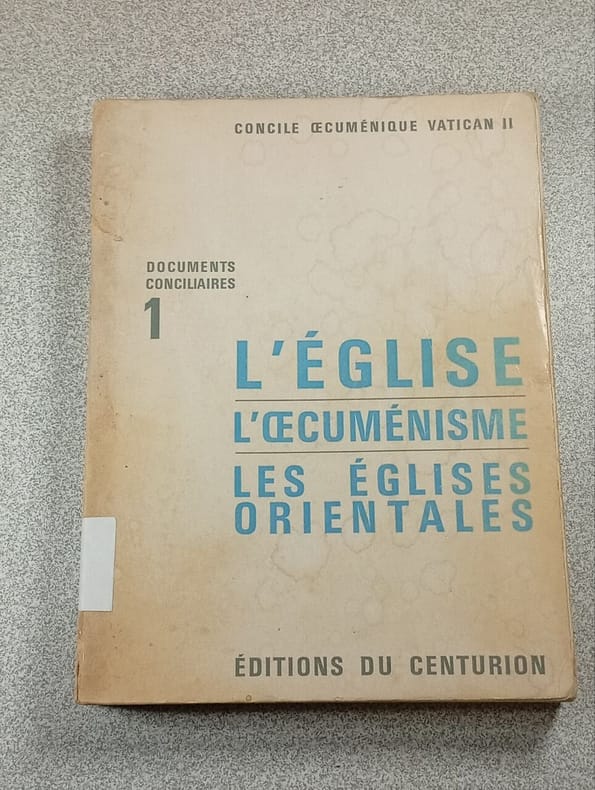 CONCILE ŒCUMÉNIQUE VATICAN II
DOCUMENTS
CONCILIAIRES
1
L'ÉGLISE
L'ŒCUMÉNISME
LES ÉGLISES
ORIENTALES
ÉDITIONS DU CENTURION